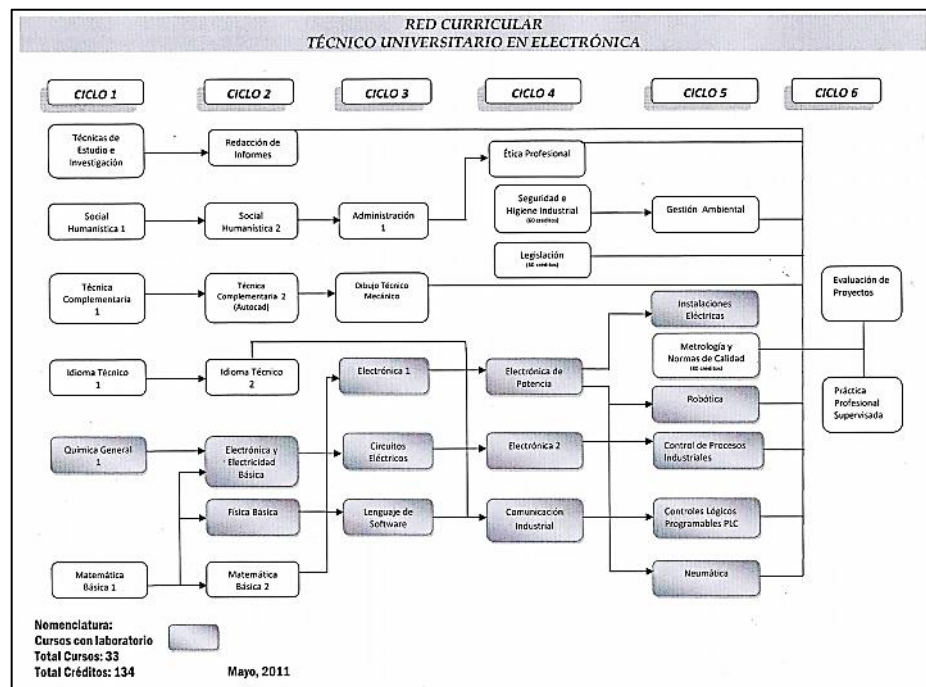 RED CURRICULAR
TÉCNICO UNIVERSITARIO EN ELECTRÓNICA
CICLO 1
CICLO 2
CICLO 3
CICLO 4
CICLO 5
CICLO 6
Técnicas de
Estudio e
Investigación
Redacción de
Informes
Ética Profesional
Social
Humanística 1
Social
Humanística 2
Administración
1
Seguridad e
Higiene Industrial
(60 créditos)
Gestión Ambiental
Legislación
créditos)
Técnica
Complementaria
1
Técnica
Complementaria 2
(Autocad)
Dibujo Técnico
Mecánico
Instalaciones
Eléctricas
Evaluación de
Proyectos
Idioma Técnico
1
Idioma Técnico
2
Electrónica 1
Electrónica de
Potencia
Metrología y
Normas de Calidad
créditos)
Robótica
Práctica
Profesional
Supervisada
Química General
1
Electrónica y
Electricidad
Básica
Circuitos
Eléctricos
Electrónica 2
Control de Procesos
Industriales
Física Básica
Lenguaje de
Software
Comunicación
Industrial
Controles Lógicos
Programables PLC
Matemática
Básica 1
Matemática
Básica 2
Neumática
Nomenclatura:
Cursos con laboratorio
Total Cursos: 33
Total Créditos: 134
Mayo, 2011